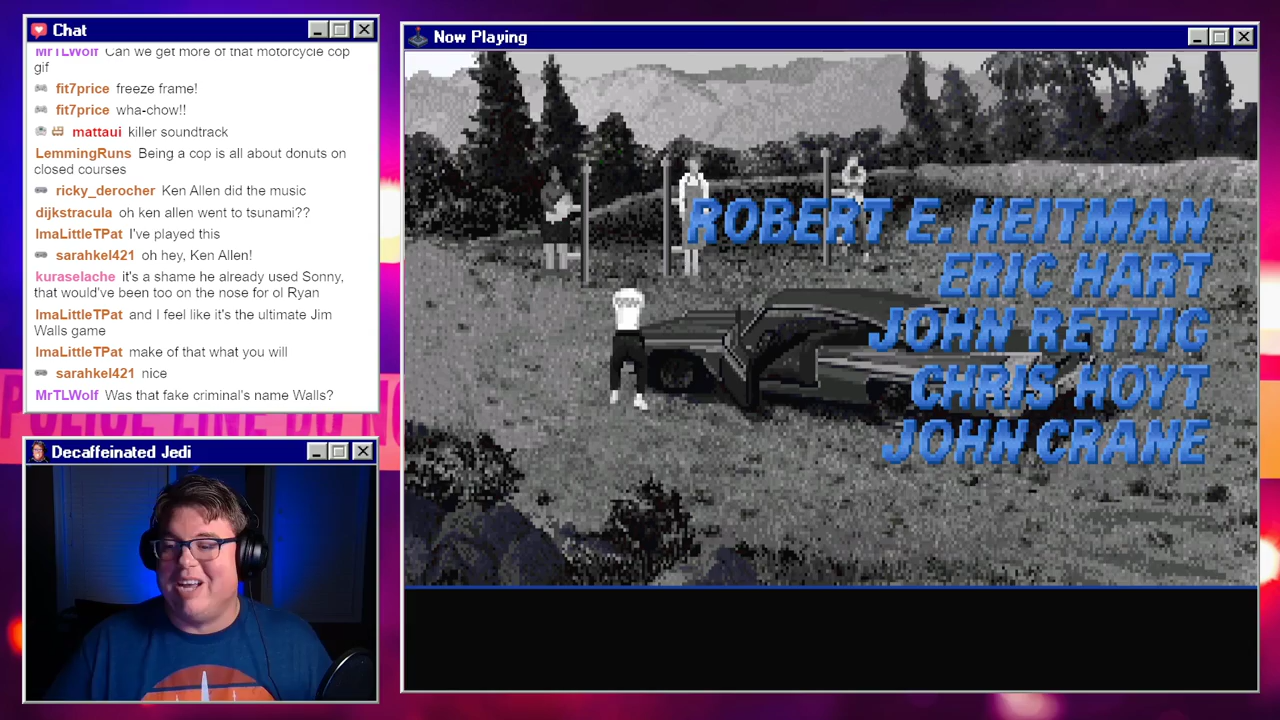 Chat
MrTLWolf Can we get more of that motorcycle cop
gif
fit7price freeze frame!
fit7price wha-chow!!
mattaui killer soundtrack
LemmingRuns Being a cop is all about donuts on
closed courses
ricky_derocher Ken Allen did the music
dijkstracula oh ken allen went to tsunami??
ImaLittleTPat I've played this
sarahkel421 oh hey, Ken Allen!
kuraselache it's a shame he already used Sonny,
that would've been too on the nose for ol Ryan
ImaLittleTPat and I feel like it's the ultimate Jim
Walls game
ImaLittleTPat make of that what you will
sarahkel421 nice
MrTLWolf Was that fake criminal's name Walls?
POLICE LINE DO NO
Decaffeinated Jedi
Now Playing
ROBERT E. HEITMAN
ERIC HART
JOHN RETTIG
CHRIS HOYT
JOHN CRANE